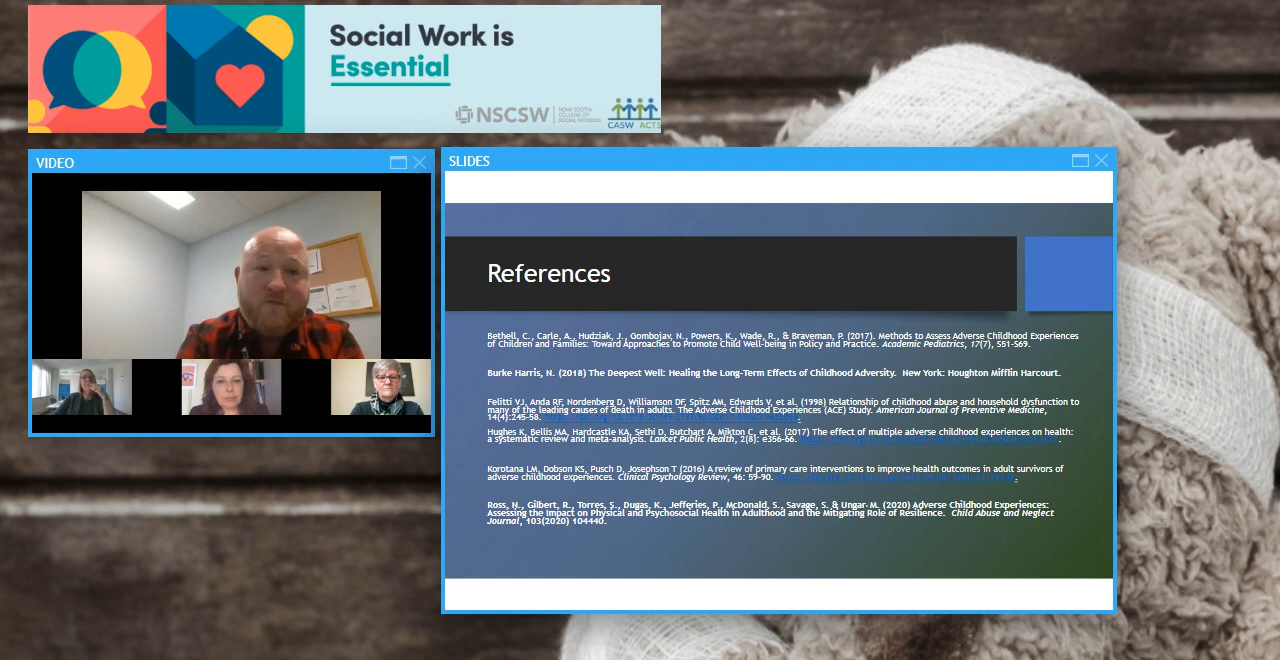 Social Work is
Essential
NSCSW
NOVA SCOTIA
COLLEGE OF
SOCIAL WORKERS
CASW ACTS
VIDEO
SLIDES
References
Bethell, C., Carle, A., Hudziak, J., Gombojav, N., Powers, K., Wade, R., & Braveman, P. (2017). Methods to Assess Adverse Childhood Experiences
of Children and Families: Toward Approaches to Promote Child Well-being in Policy and Practice. Academic Pediatrics, 17(7), S51-S69.
Burke Harris, N. (2018) The Deepest Well: Healing the Long-Term Effects of Childhood Adversity. New York: Houghton Mifflin Harcourt.
Felitti VJ, Anda RF, Nordenberg D, Williamson DF, Spitz AM, Edwards V, et al. (1998) Relationship of childhood abuse and household dysfunction to
many of the leading causes of death in adults. The Adverse Childhood Experiences (ACE) Study. American Journal of Preventive Medicine,
14(4):245-58.
Hughes K, Bellis MA, Hardcastle KA, Sethi D, Butchart A, Mikton C, et al. (2017) The effect of multiple adverse childhood experiences on health:
a systematic review and meta-analysis. Lancet Public Health, 2(8): e356-66.
Korotana LM, Dobson KS, Pusch D, Josephson T (2016) A review of primary care interventions to improve health outcomes in adult survivors of
adverse childhood experiences. Clinical Psychology Review, 46: 59-90.
Ross, N., Gilbert, R., Torres, S., Dugas, K., Jefferies, P., McDonald, S., Savage, S. & Ungar. M. (2020) Adverse Childhood Experiences:
Assessing the Impact on Physical and Psychosocial Health in Adulthood and the Mitigating Role of Resilience. Child Abuse and Neglect
Journal, 103(2020) 104440.